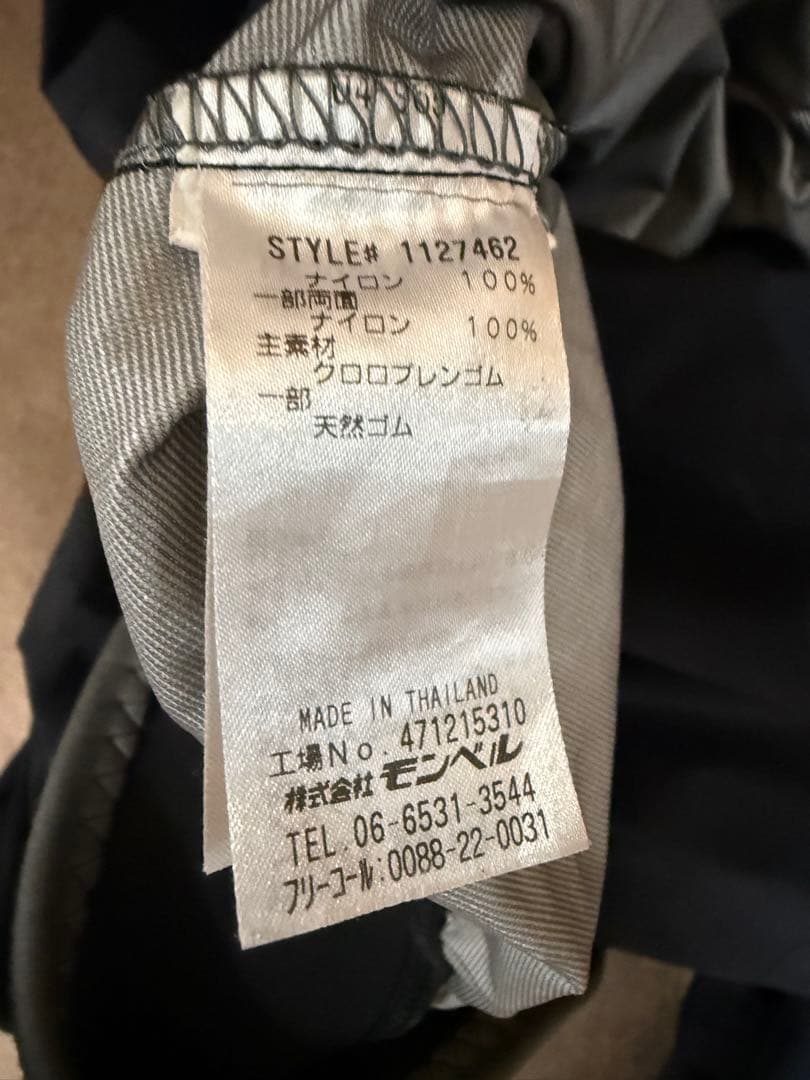 STYLE# 1127462
ナイロン 100%
一部両面
ナイロン 100%
主素材
クロロプレンゴム
一部
天然ゴム
MADE IN THAILAND
工場No. 471215310
株式会社 モンベル
TEL.06-6531-3544
フリーコール:0088-22-0031